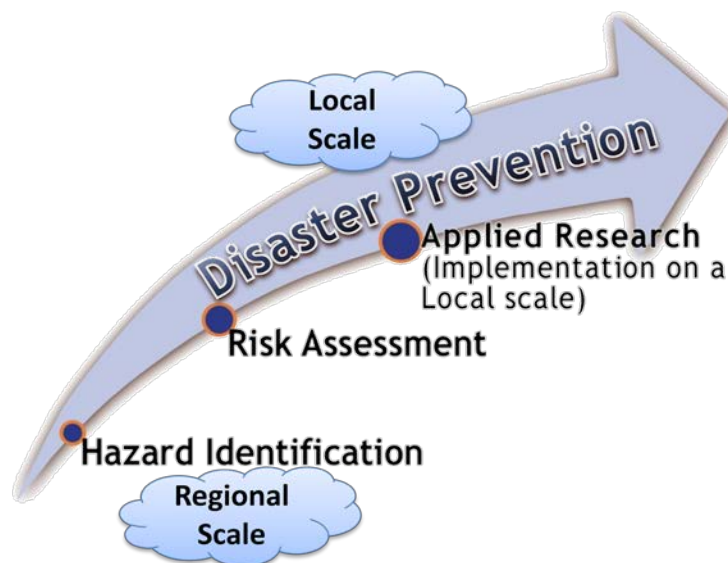 Local
Scale
Disaster Prevention
Applied Research
(Implementation on a
Local scale)
Risk Assessment
Hazard Identification
Regional
Scale